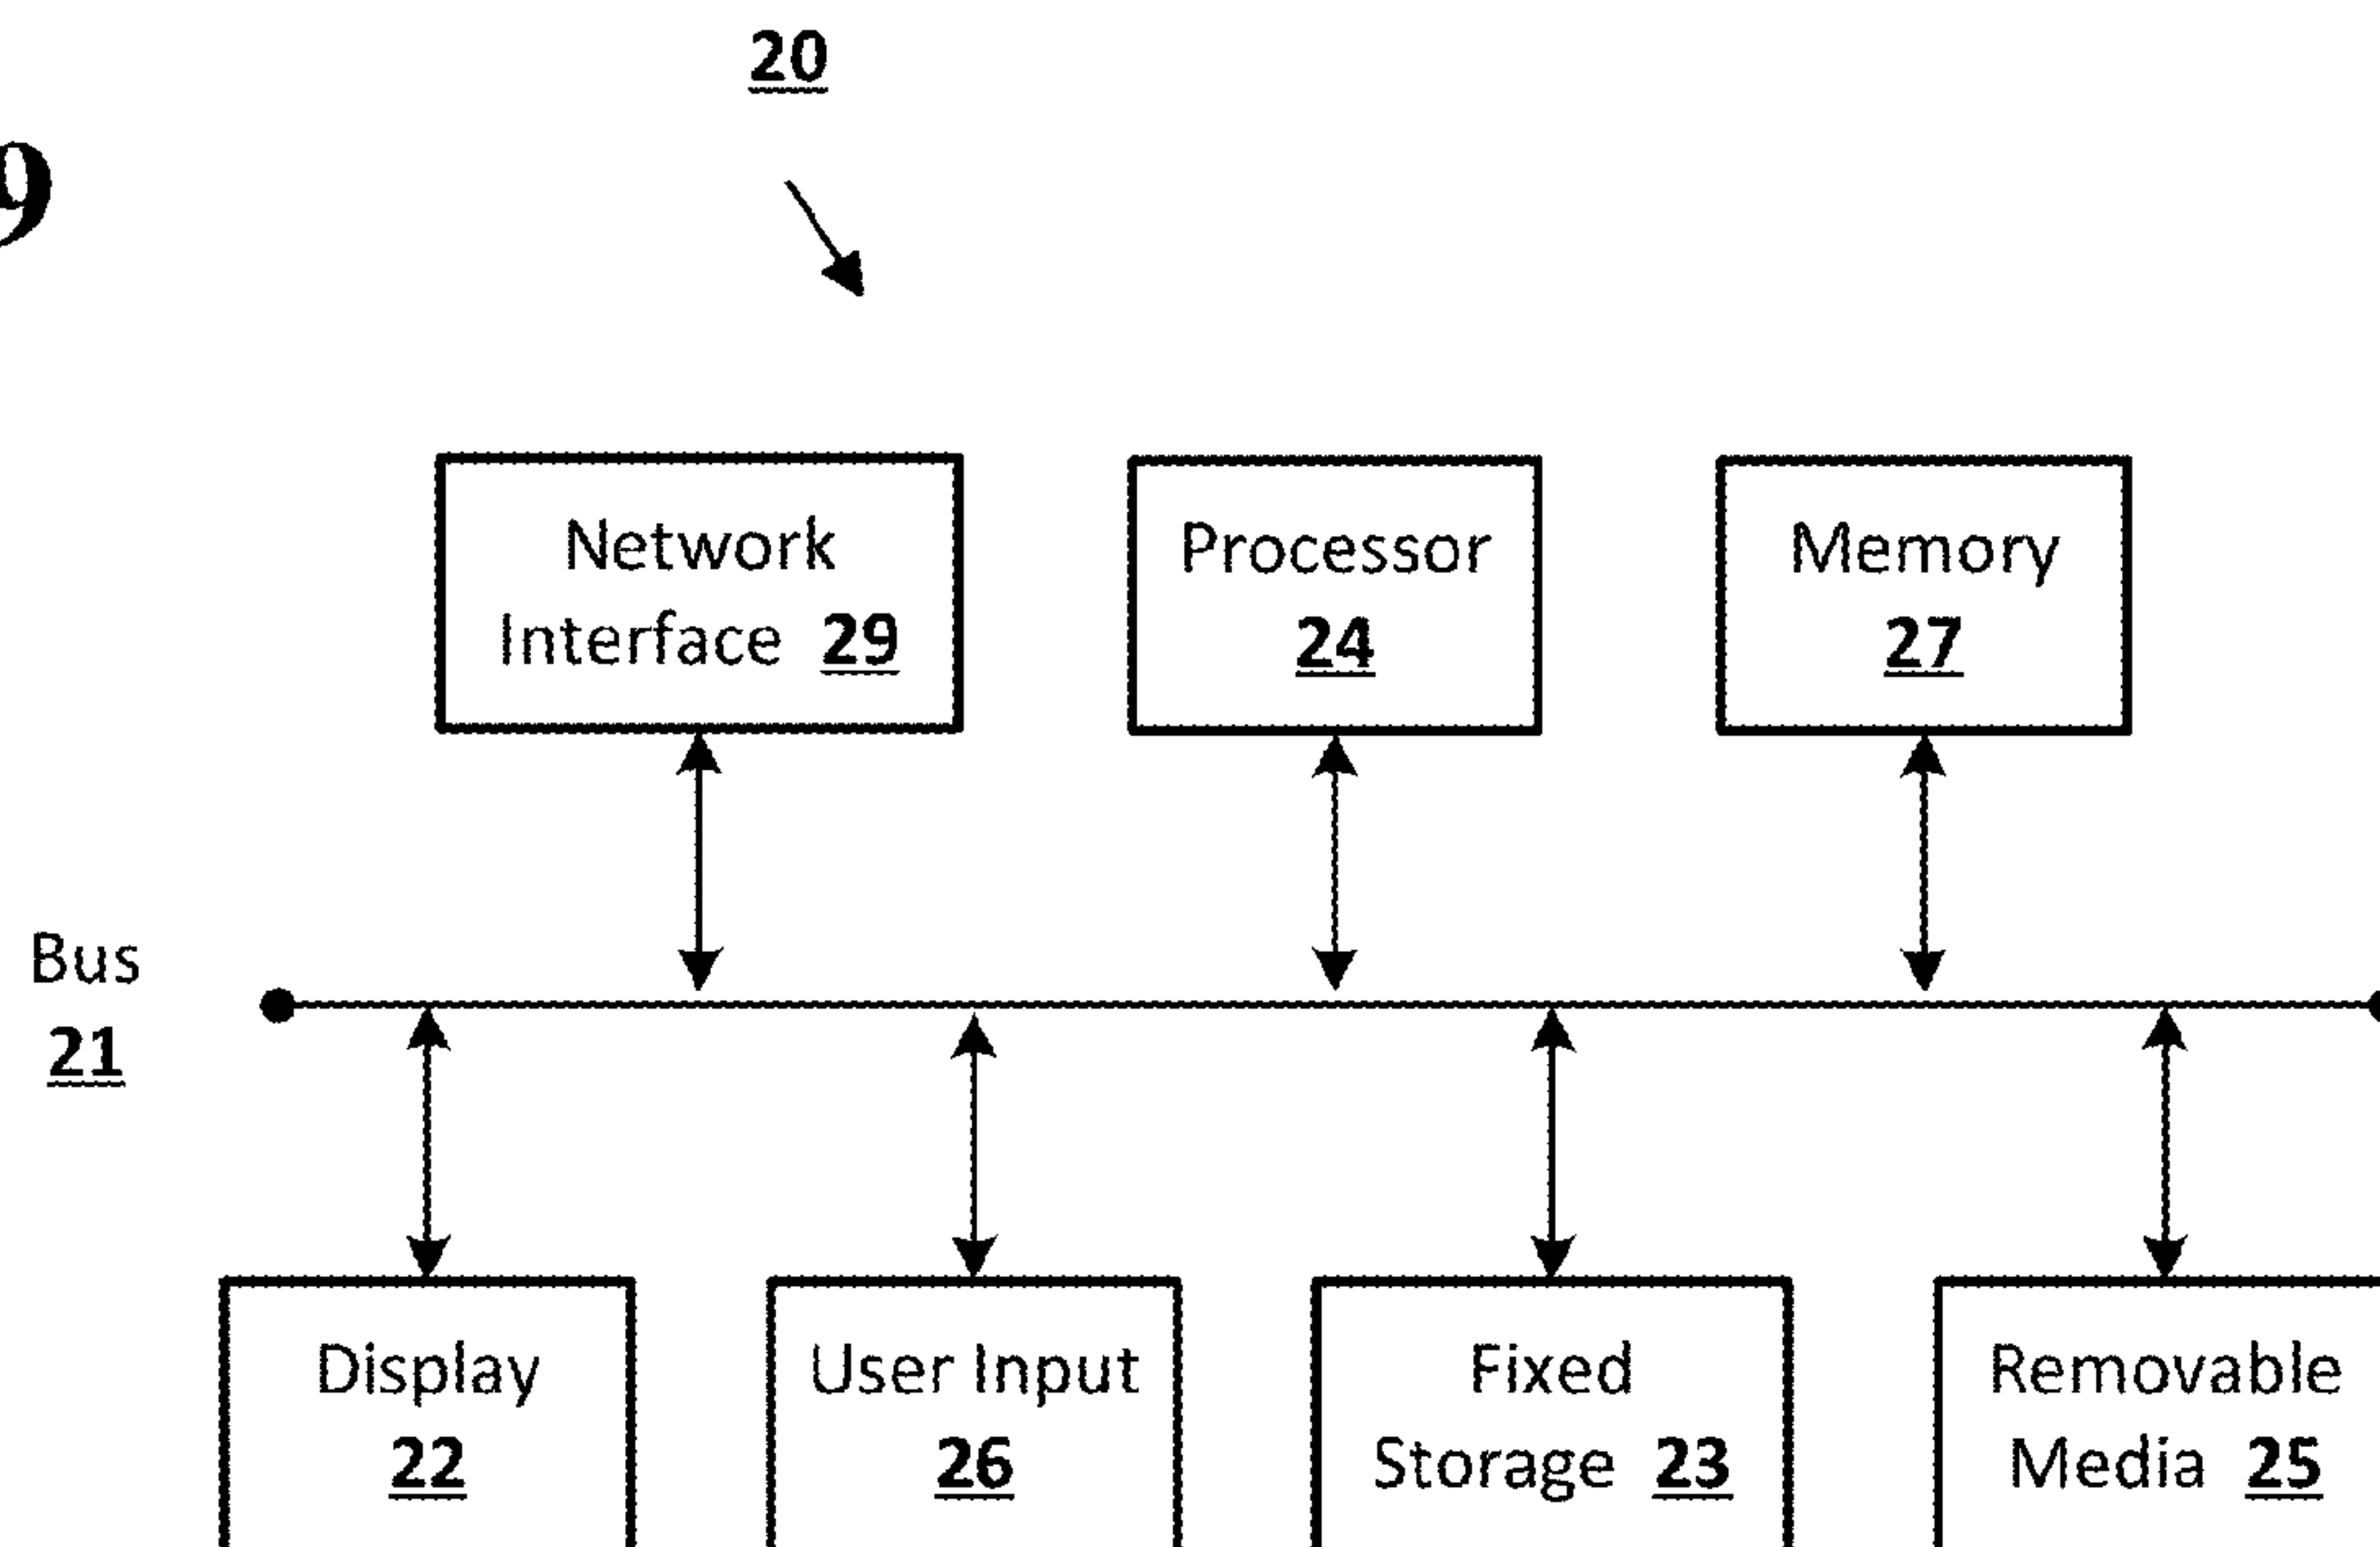 20
9
Network
Interface 29
Processor
24
Memory
27
Bus
21
Display
22
User Input
26
Fixed
Storage 23
Removable
Media 25